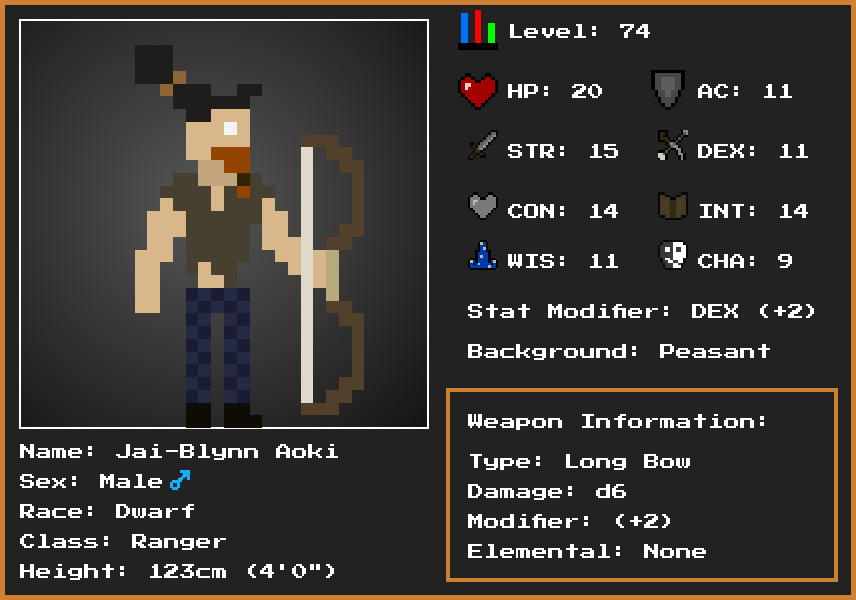 Level: 74
HP: 20
AC: 11
STR: 15
DEX: 11
CON: 14
INT: 14
WIS: 11
CHA: 9
Stat Modifier: DEX (+2)
Background: Peasant
Weapon Information:
Type: Long Bow
Damage: d6
Modifier: (+2)
Elemental: None
Name: Jai-Blynn Aoki
Sex: Male ♂
Race: Dwarf
Class: Ranger
Height: 123cm (4'0")